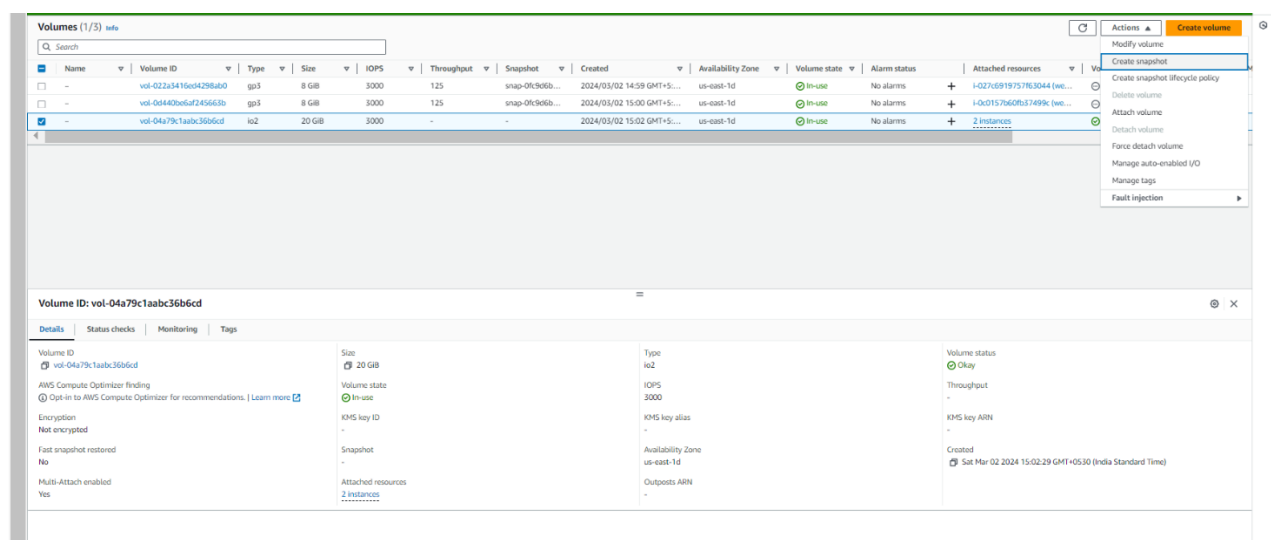 Volumes (1/3) Info
Actions
Create volume
Search
Modify volume
Create snapshot
Create snapshot lifecycle policy
Delete volume
Attach volume
Detach volume
Force detach volume
Manage auto-enabled I/O
Manage tags
Fault injection
Name Volume ID Type Size IOPS Throughput Snapshot Created Availability Zone Volume state Alarm status Attached resources Vo
- vol-022a3416ed4298ab0 gp3 8 GiB 3000 125 snap-0fc9d6b... 2024/03/02 14:59 GMT+5:... us-east-1d In-use No alarms + i-027c6919757f63044 (we...
- vol-0d440be6af245663b gp3 8 GiB 3000 125 snap-0fc9d6b... 2024/03/02 15:00 GMT+5:... us-east-1d In-use No alarms + i-0c0157b60fb37499c (we...
- vol-04a79c1aabc36b6cd io2 20 GiB 3000 - - 2024/03/02 15:02 GMT+5:... us-east-1d In-use No alarms + 2 instances
Volume ID: vol-04a79c1aabc36b6cd
Details Status checks Monitoring Tags
Volume ID Size Type Volume status
vol-04a79c1aabc36b6cd 20 GiB io2 Okay
AWS Compute Optimizer finding Volume state IOPS Throughput
Opt-in to AWS Compute Optimizer for recommendations. | Learn more In-use 3000 -
Encryption KMS key ID KMS key alias KMS key ARN
Not encrypted - - -
Fast snapshot restored Snapshot Availability Zone Created
No - us-east-1d Sat Mar 02 2024 15:02:29 GMT+0530 (India Standard Time)
Multi-Attach enabled Attached resources Outposts ARN
Yes 2 instances -